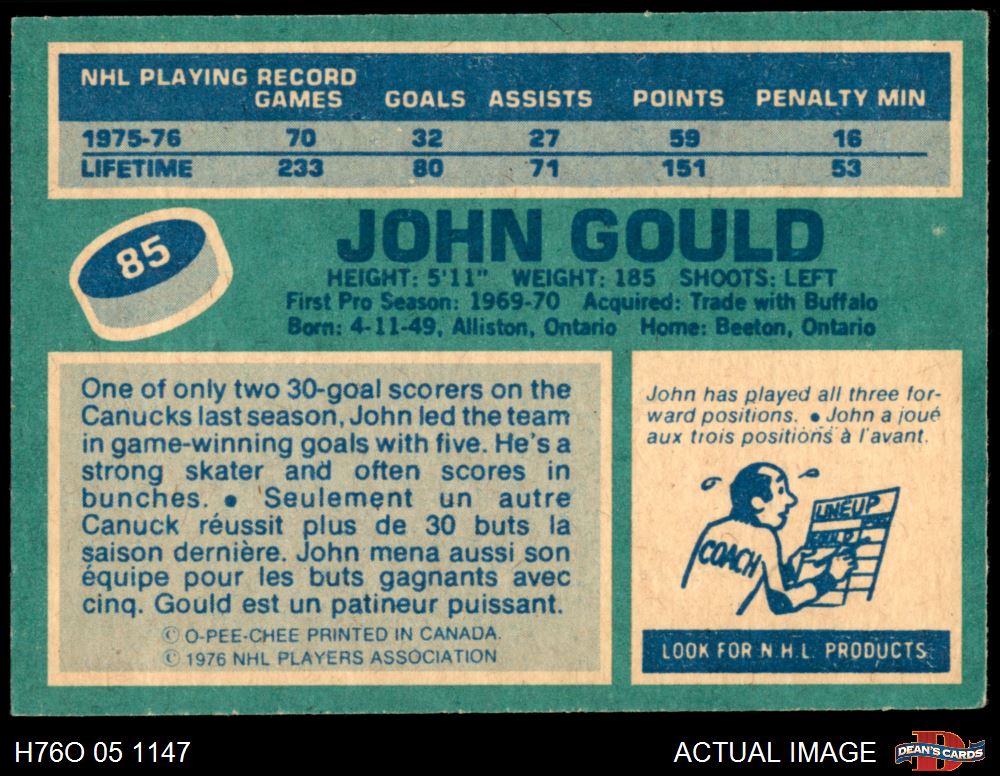 NHL PLAYING RECORD
GAMES GOALS ASSISTS POINTS PENALTY MIN
1975-76 70 32 27 59 16
LIFETIME 233 80 71 151 53
85
JOHN GOULD
HEIGHT: 5'11" WEIGHT: 185 SHOOTS: LEFT
First Pro Season: 1969-70 Acquired: Trade with Buffalo
Born: 4-11-49, Alliston, Ontario Home: Beeton, Ontario
One of only two 30-goal scorers on the
Canucks last season, John led the team
in game-winning goals with five. He's a
strong skater and often scores in
bunches. • Seulement un autre
Canuck réussit plus de 30 buts la
saison dernière. John mena aussi son
équipe pour les buts gagnants avec
cinq. Gould est un patineur puissant.
© O-PEE-CHEE PRINTED IN CANADA.
© 1976 NHL PLAYERS ASSOCIATION
John has played all three for-
ward positions. • John a joué
aux trois positions à l'avant.
LINEUP
GOULD
COACH
LOOK FOR N.H.L. PRODUCTS
H76O 05 1147
ACTUAL IMAGE
DEAN'S CARDS